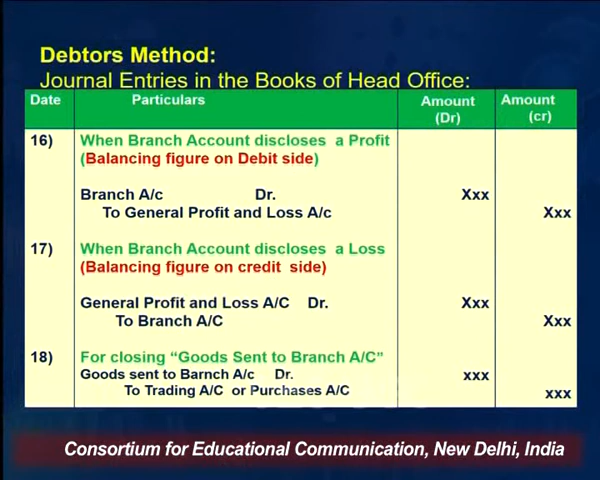 Debtors Method:
Journal Entries in the Books of Head Office:
Date Particulars Amount (Dr) Amount (cr)
16) When Branch Account discloses a Profit
(Balancing figure on Debit side)
Branch A/c Dr. Xxx
To General Profit and Loss A/c Xxx
17) When Branch Account discloses a Loss
(Balancing figure on credit side)
General Profit and Loss A/C Dr. Xxx
To Branch A/C Xxx
18) For closing “Goods Sent to Branch A/C”
Goods sent to Barnch A/c Dr. xxx
To Trading A/C or Purchases A/C xxx
Consortium for Educational Communication, New Delhi, India